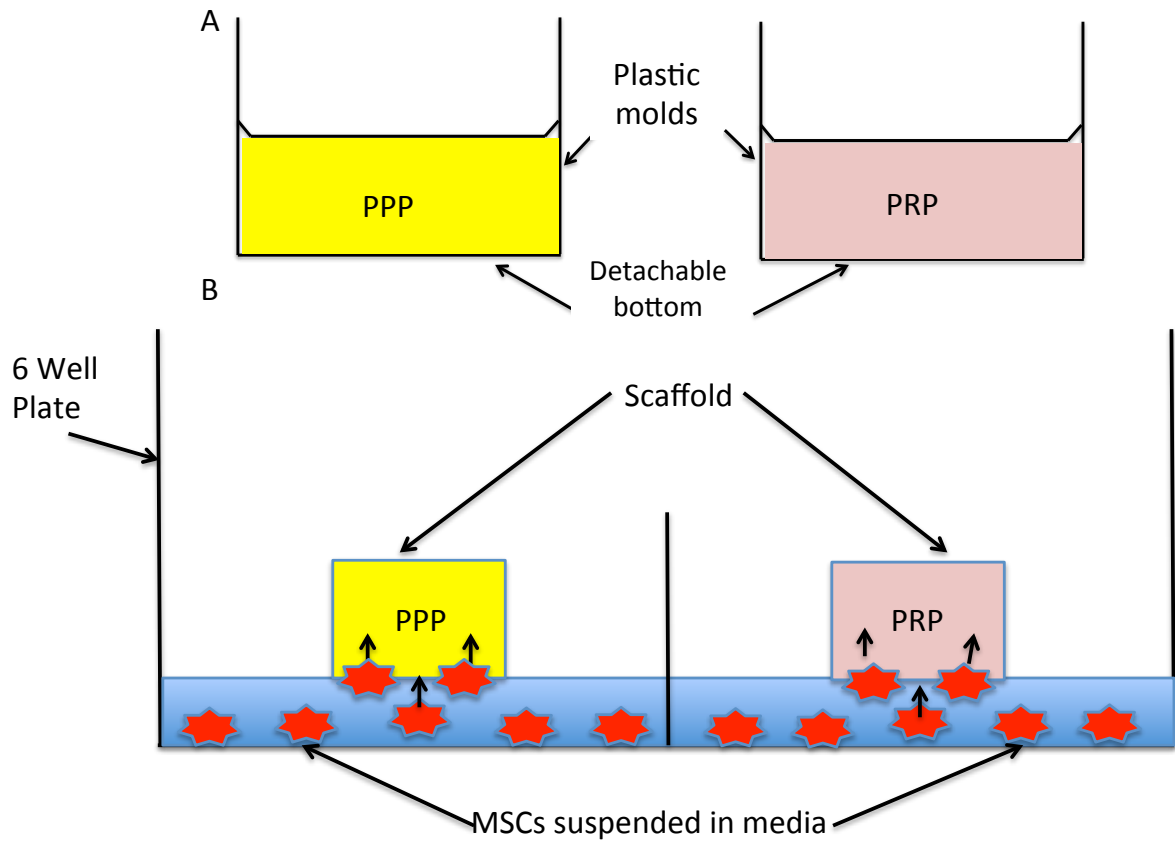 A
Plastic
molds
PPP
PRP
Detachable
bottom
B
6 Well
Plate
Scaffold
PPP
PRP
MSCs suspended in media